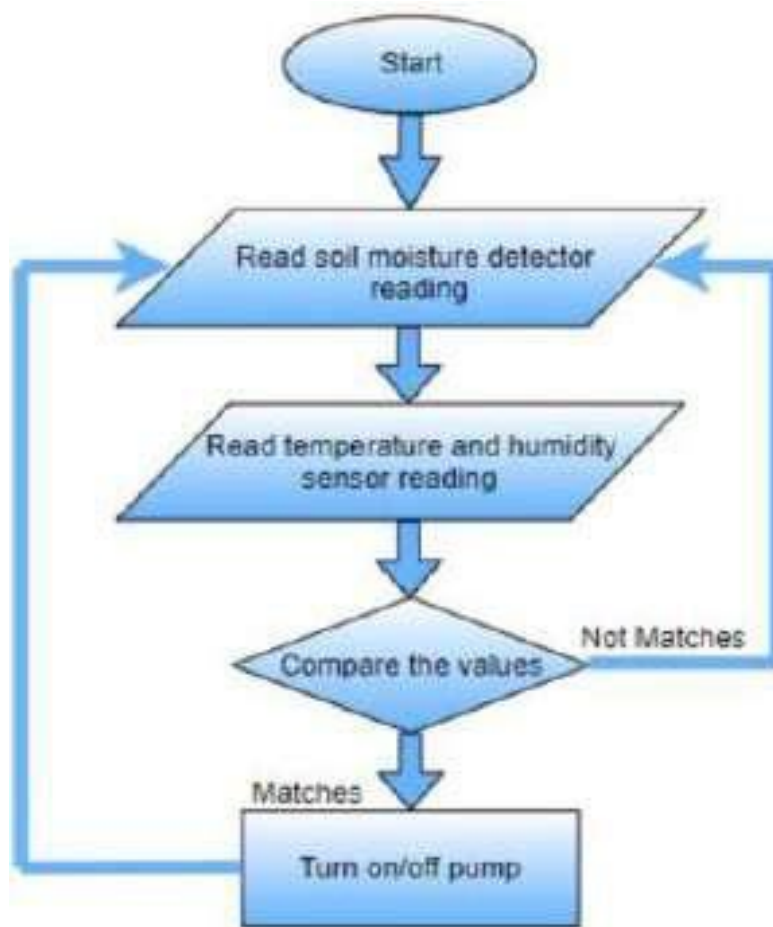 Start
Read soil moisture detector
reading
Read temperature and humidity
sensor reading
Compare the values
Not Matches
Matches
Turn on/off pump